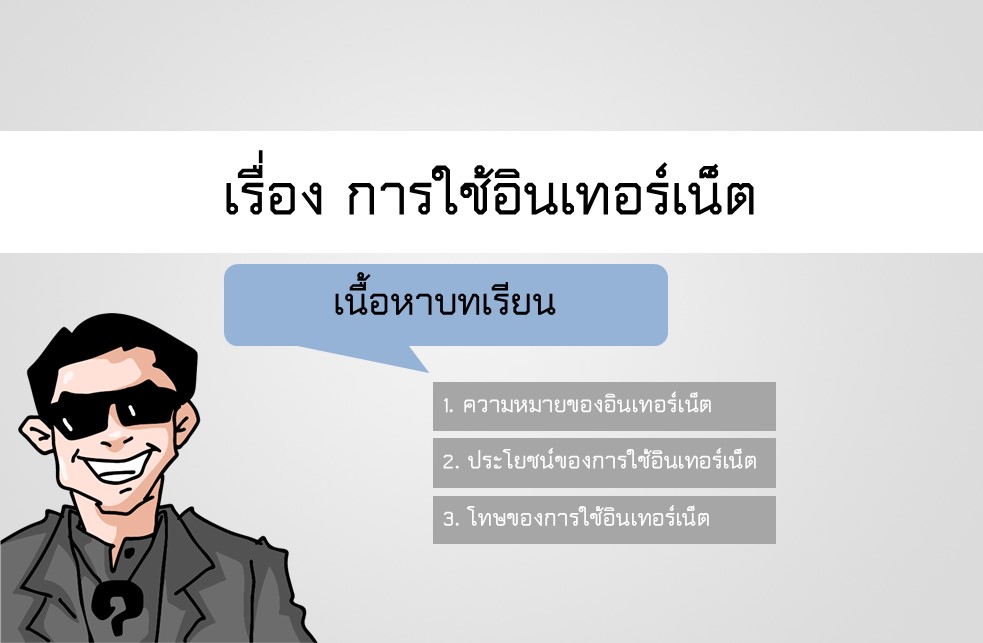 เรื่อง การใช้อินเทอร์เน็ต
เนื้อหาบทเรียน
1. ความหมายของอินเทอร์เน็ต
2. ประโยชน์ของการใช้อินเทอร์เน็ต
3. โทษของการใช้อินเทอร์เน็ต
?